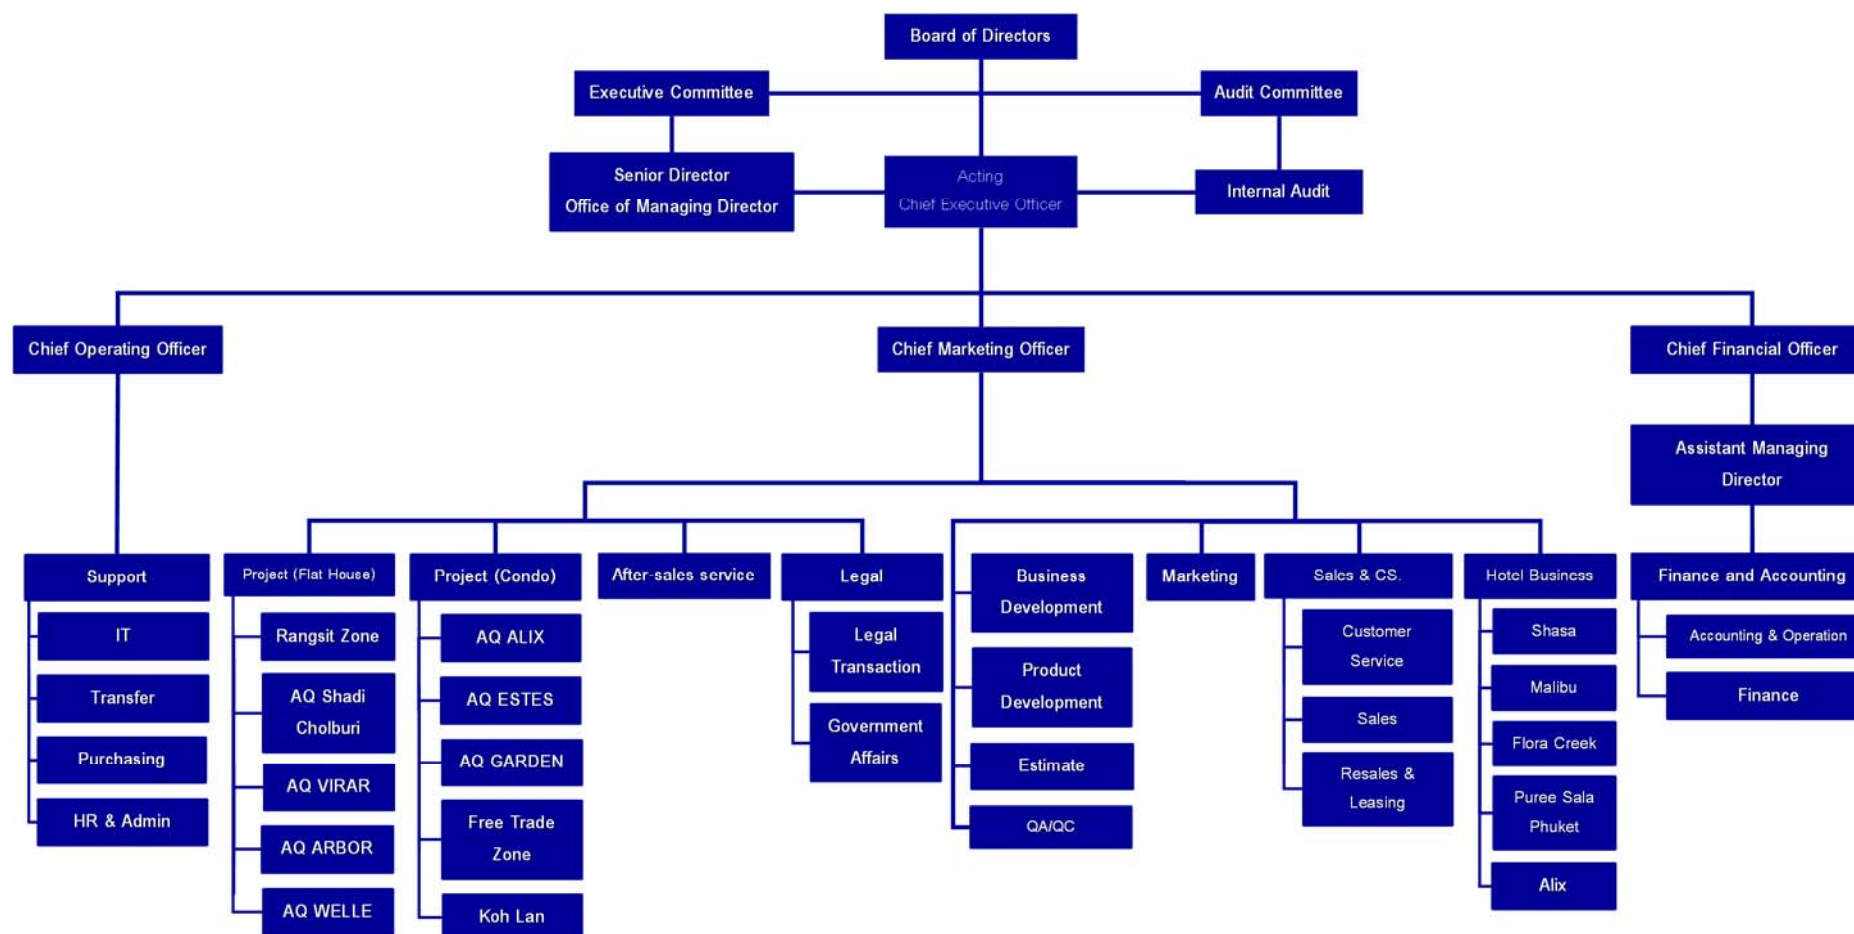 Board of Directors
Executive Committee
Audit Committee
Senior Director
Office of Managing Director
Acting
Chief Executive Officer
Internal Audit
Chief Operating Officer
Chief Marketing Officer
Chief Financial Officer
Assistant Managing
Director
Support
IT
Transfer
Purchasing
HR & Admin
Project (Flat House)
Rangsit Zone
AQ Shadi
Cholburi
AQ VIRAR
AQ ARBOR
AQ WELLE
Project (Condo)
AQ ALIX
AQ ESTES
AQ GARDEN
Free Trade
Zone
Koh Lan
After-sales service
Legal
Legal
Transaction
Government
Affairs
Business
Development
Product
Development
Estimate
QA/QC
Marketing
Sales & CS.
Customer
Service
Sales
Resales &
Leasing
Hotel Business
Shasa
Malibu
Flora Creek
Puree Sala
Phuket
Alix
Finance and Accounting
Accounting & Operation
Finance